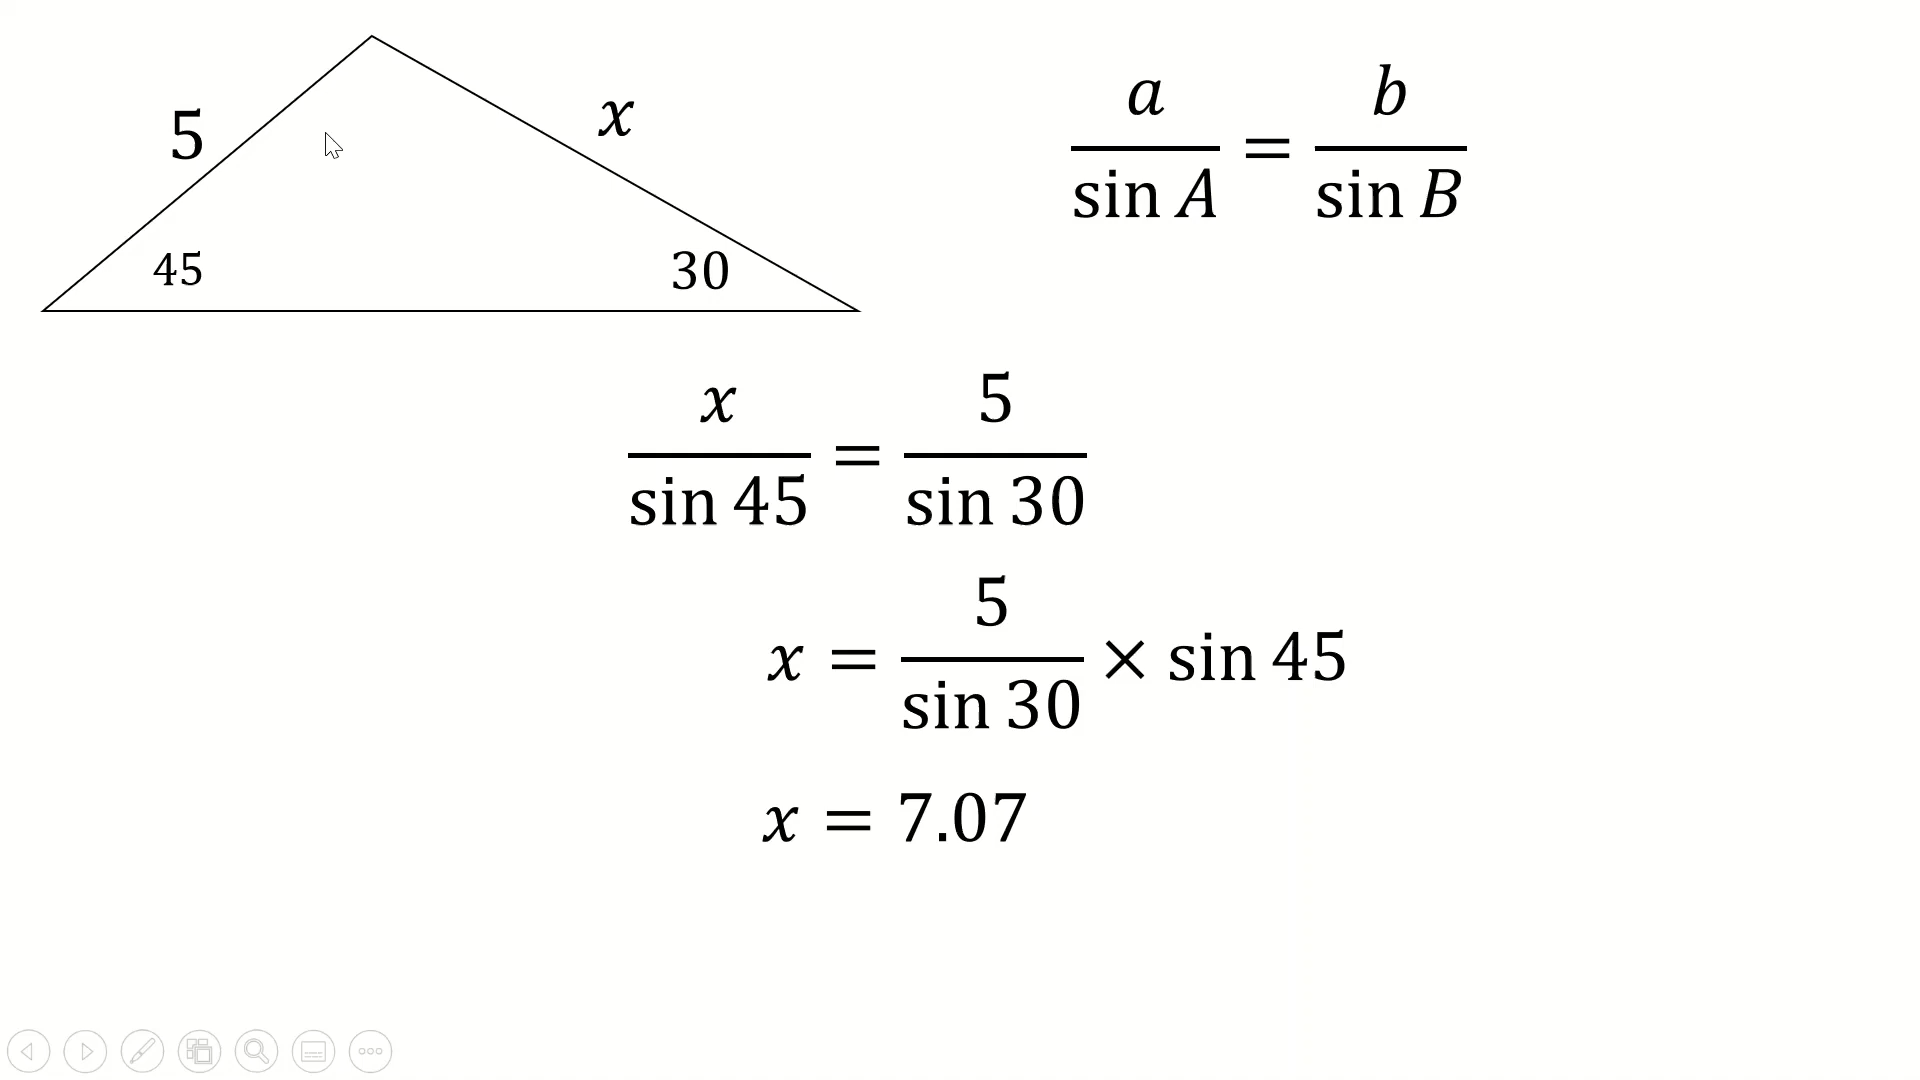 5
x
45
30
a/sin A = b/sin B
x/sin 45 = 5/sin 30
x = 5/sin 30 × sin 45
x = 7.07